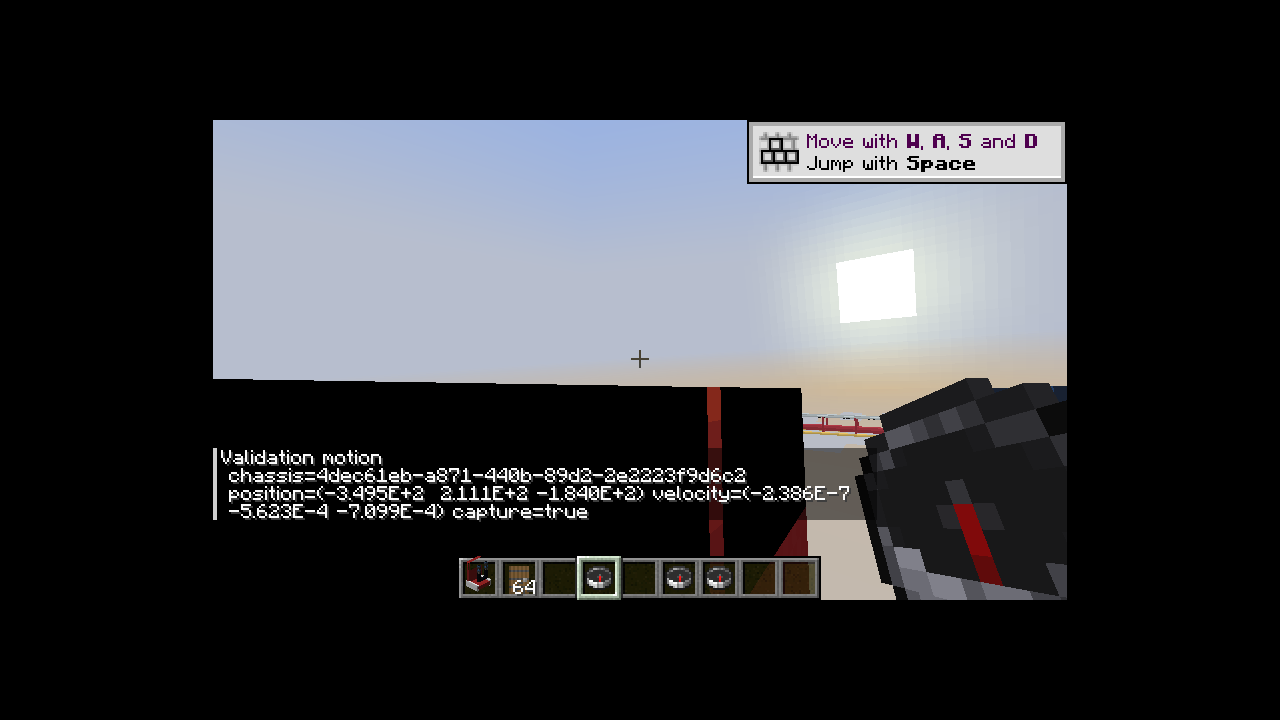 Move with W, A, S and D
Jump with Space
Validation motion
chassis=4dec61eb-a871-440b-89d2-2e2223f9d6c2
position=(-3.495E+2 2.111E+2 -1.840E+2) velocity=(-2.386E-7
-5.623E-4 -7.099E-4) capture=true
64